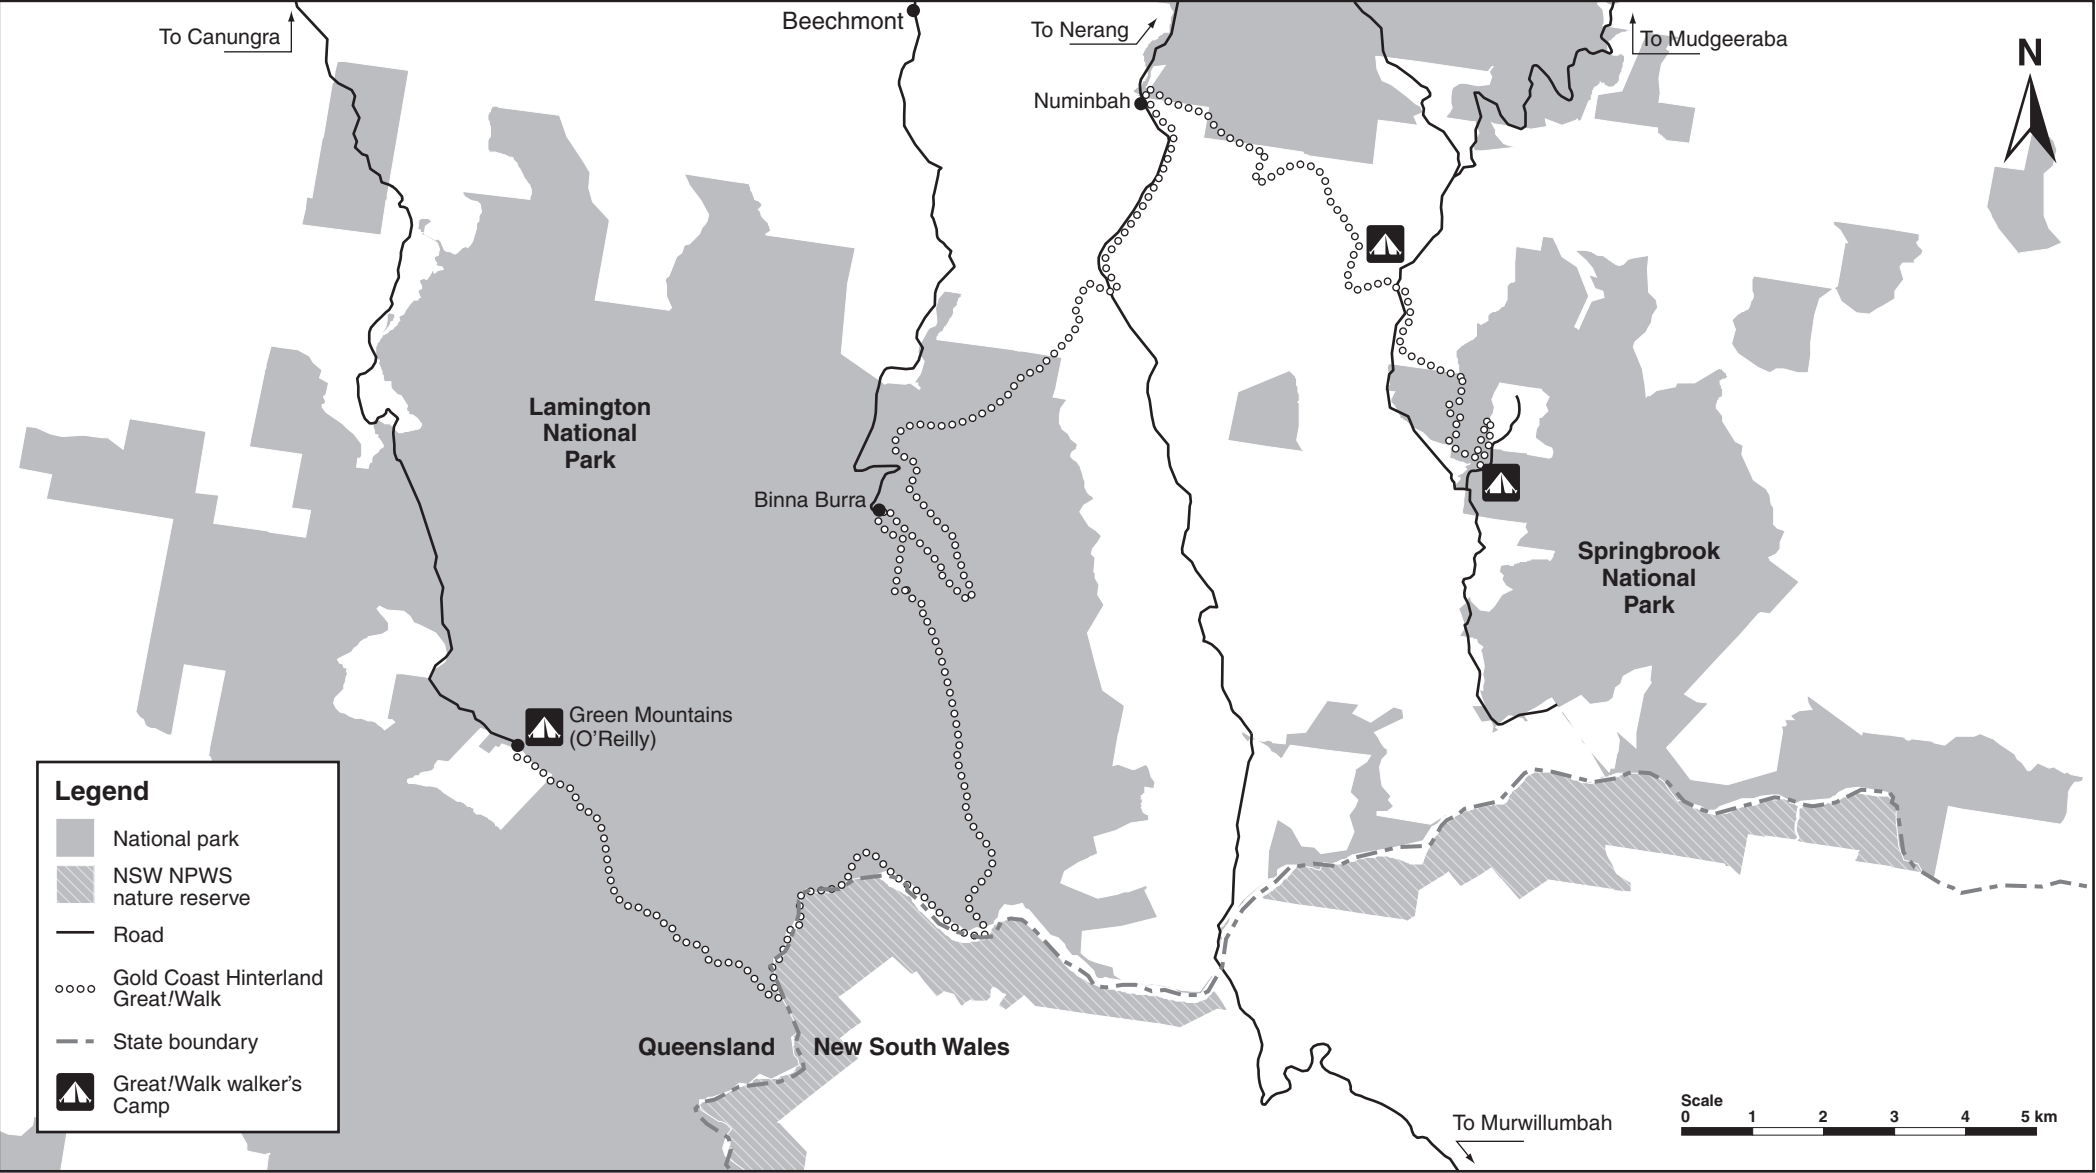 To Canungra
Beechmont
To Nerang
To Mudgeeraba
N
Numinbah
Lamington
National
Park
Binna Burra
Springbrook
National
Park
Green Mountains
(O'Reilly)
Legend
National park
NSW NPWS
nature reserve
Road
Gold Coast Hinterland
Great!Walk
State boundary
Great!Walk walker's
Camp
Queensland
New South Wales
To Murwillumbah
Scale
0 1 2 3 4 5 km